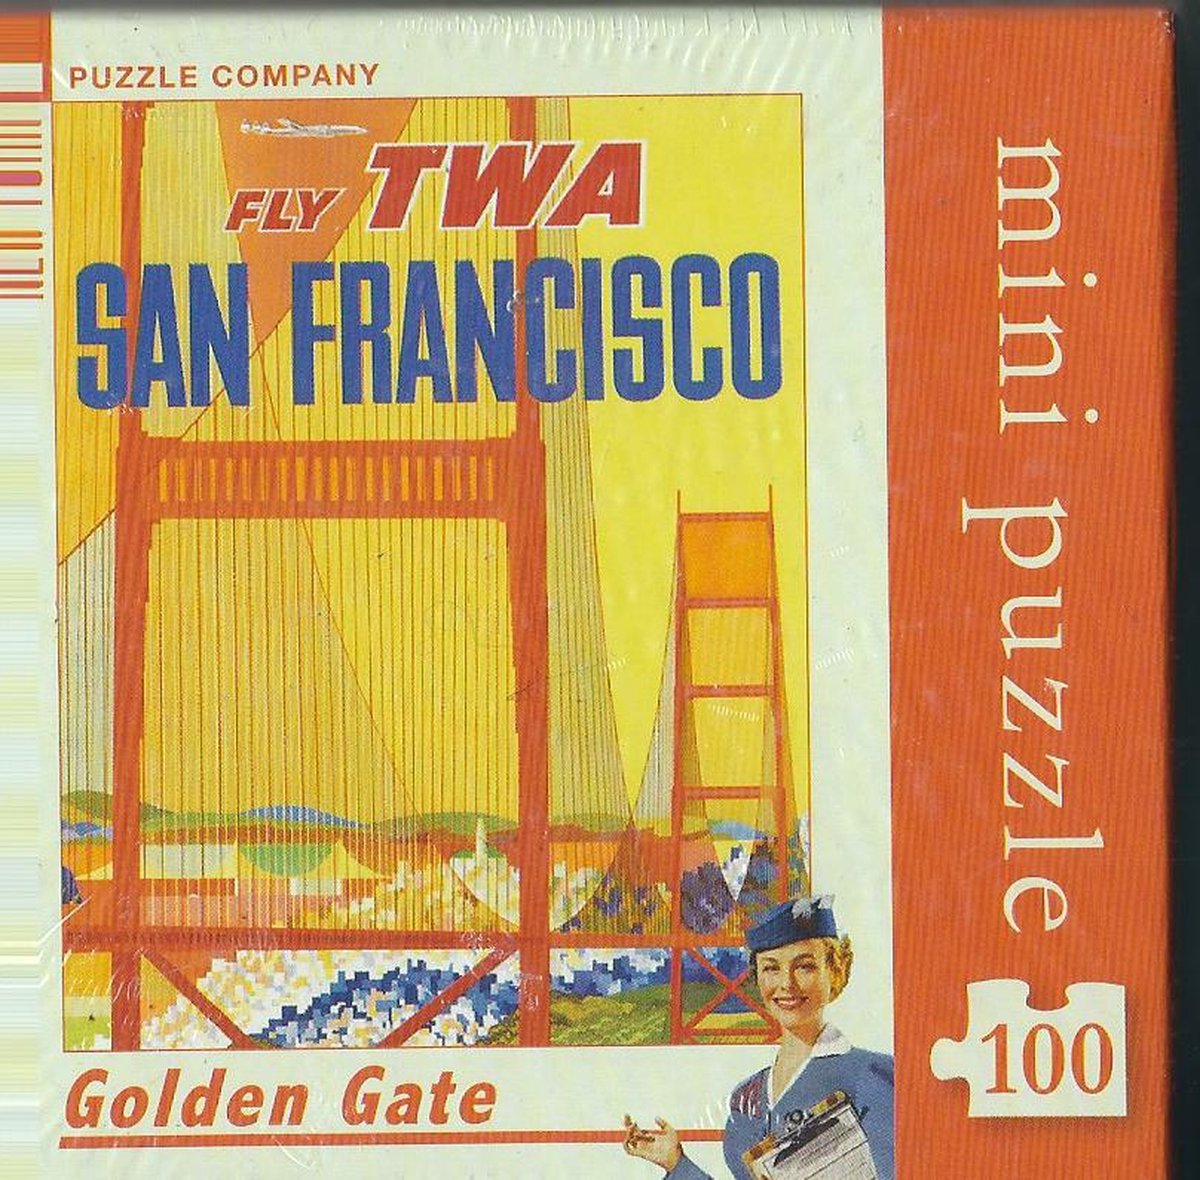 PUZZLE COMPANY
FLY TWA
SAN FRANCISCO
Golden Gate
mini puzzle
100